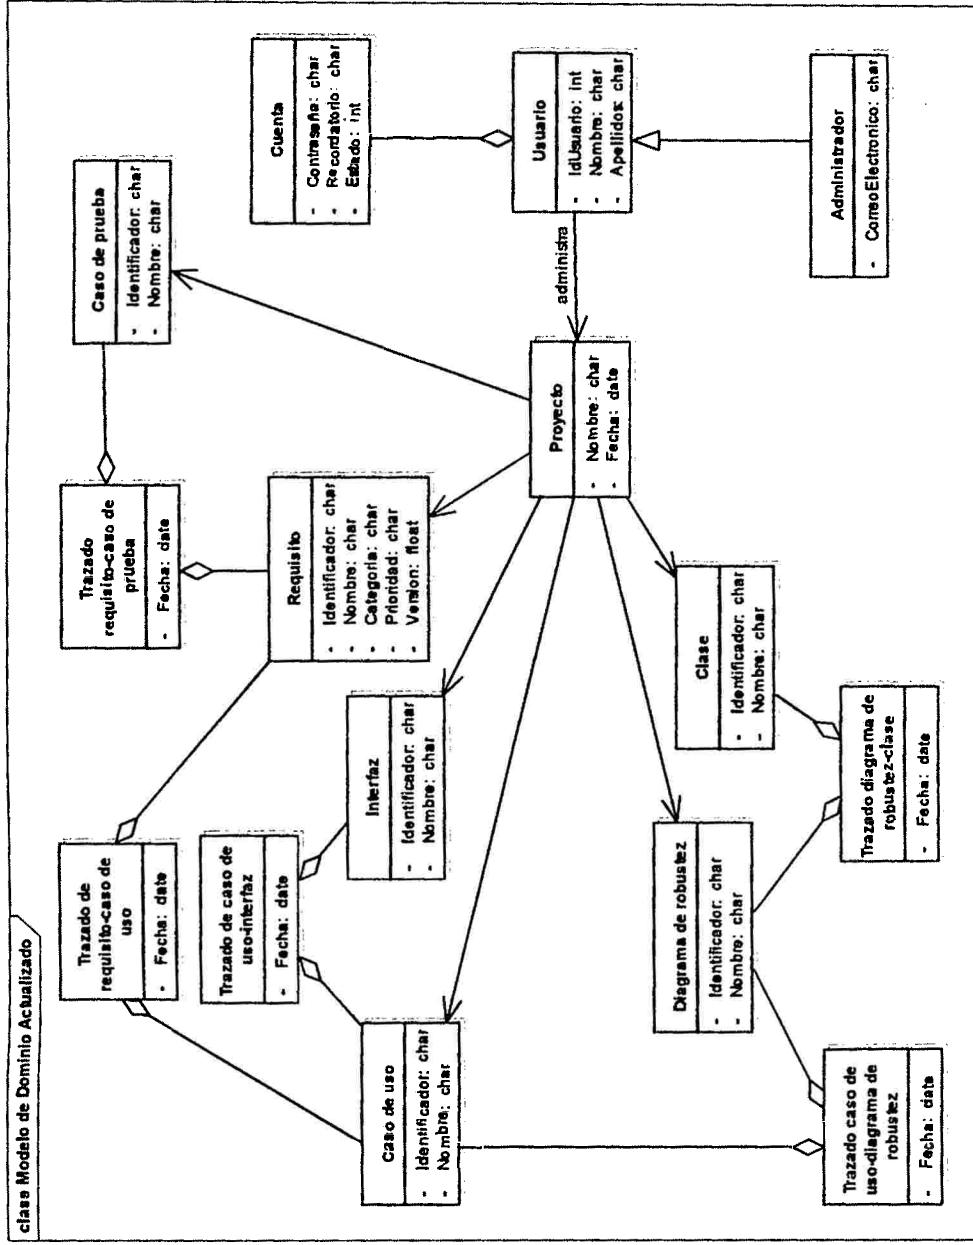 class Modelo de Dominio Actualizado
Trazado de
requisito-caso de
uso
- Fecha: date
Trazado
requisito-caso de
prueba
- Fecha: date
Caso de prueba
- Identificador: char
- Nombre: char
Trazado de caso de
uso-interfaz
- Fecha: date
Requisito
- Identificador: char
- Nombre: char
- Categoria: char
- Prioridad: char
- Version: float
Cuenta
- Contraseña: char
- Recordatorio: char
- Estado: int
Interfaz
- Identificador: char
- Nombre: char
Caso de uso
- Identificador: char
- Nombre: char
Proyecto
- Nombre: char
- Fecha: date
administra
Usuario
- IdUsuario: int
- Nombre: char
- Apellidos: char
Diagrama de robustez
- Identificador: char
- Nombre: char
Clase
- Identificador: char
- Nombre: char
Administrador
- CorreoElectronico: char
Trazado caso de
uso-diagrama de
robustez
- Fecha: date
Trazado diagrama de
robustez-clase
- Fecha: date